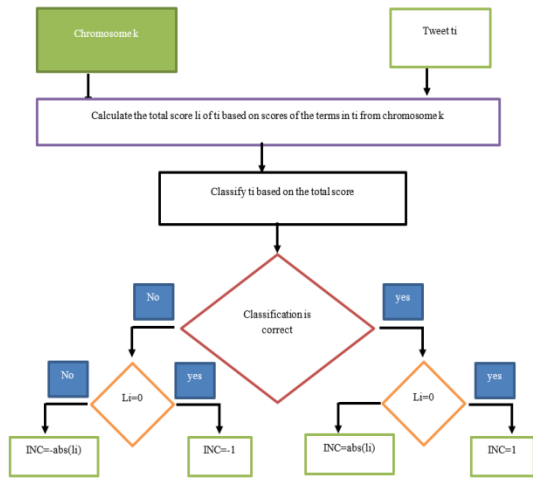 Chromosome k
Tweet ti
Calculate the total score li of ti based on scores of the terms in ti from chromosome k
Classify ti based on the total score
No
yes
Classification is
correct
No
yes
yes
Li=0
Li=0
INC=-abs(li)
INC=-1
INC=abs(li)
INC=1